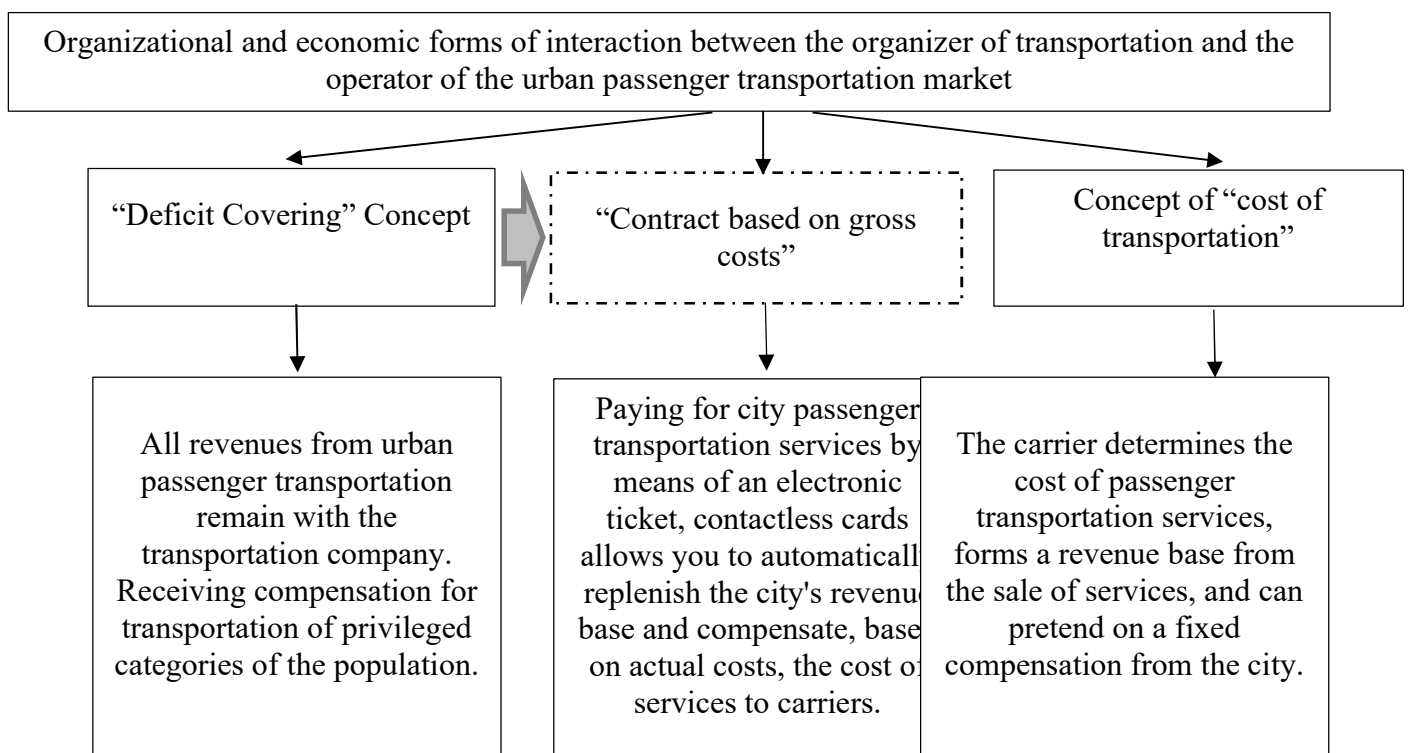 Organizational and economic forms of interaction between the organizer of transportation and the
operator of the urban passenger transportation market
“Deficit Covering” Concept
“Contract based on gross
costs”
Concept of “cost of
transportation”
All revenues from urban
passenger transportation
remain with the
transportation company.
Receiving compensation for
transportation of privileged
categories of the population.
Paying for city passenger
transportation services by
means of an electronic
ticket, contactless cards
allows you to automaticall
replenish the city's revenu
base and compensate, base
on actual costs, the cost of
services to carriers.
The carrier determines the
cost of passenger
transportation services,
forms a revenue base from
the sale of services, and can
pretend on a fixed
compensation from the city.